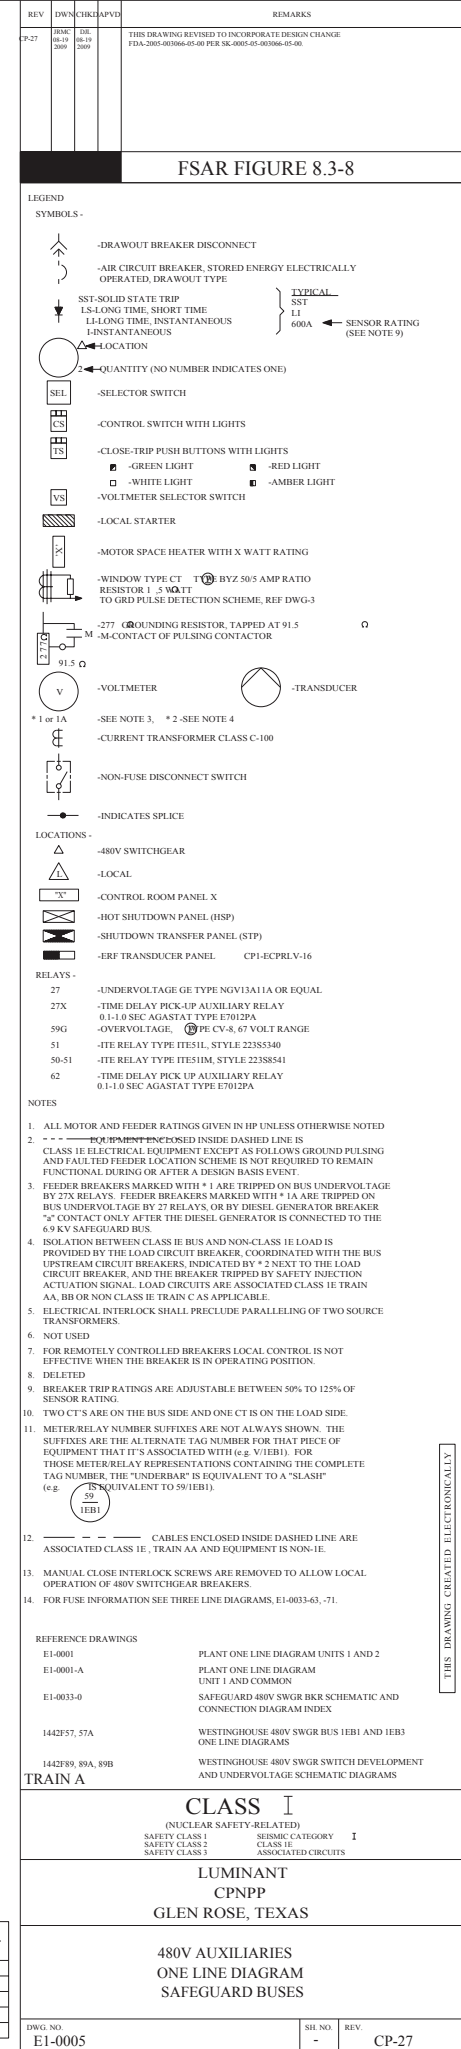 REV DWN CHKD APVD REMARKS
CP-27 JRMC 08-19 2009 DJL 08-19 2009 THIS DRAWING REVISED TO INCORPORATE DESIGN CHANGE
FDA-2005-003066-05-00 PER SK-0005-05-003066-05-00.
FSAR FIGURE 8.3-8
LEGEND
SYMBOLS -
-DRAWOUT BREAKER DISCONNECT
-AIR CIRCUIT BREAKER, STORED ENERGY ELECTRICALLY
OPERATED, DRAWOUT TYPE
SST-SOLID STATE TRIP
LS-LONG TIME, SHORT TIME
LI-LONG TIME, INSTANTANEOUS
I-INSTANTANEOUS
TYPICAL
SST
LI
600A SENSOR RATING
(SEE NOTE 9)
LOCATION
2 QUANTITY (NO NUMBER INDICATES ONE)
SEL -SELECTOR SWITCH
CS -CONTROL SWITCH WITH LIGHTS
TS -CLOSE-TRIP PUSH BUTTONS WITH LIGHTS
-GREEN LIGHT -RED LIGHT
-WHITE LIGHT -AMBER LIGHT
VS -VOLTMETER SELECTOR SWITCH
-LOCAL STARTER
"X" -MOTOR SPACE HEATER WITH X WATT RATING
-WINDOW TYPE CT TYPE BYZ 50/5 AMP RATIO
RESISTOR 1 Ω,5 WATT
TO GRD PULSE DETECTION SCHEME, REF DWG-3
-277 Ω GROUNDING RESISTOR, TAPPED AT 91.5 Ω
M -M-CONTACT OF PULSING CONTACTOR
277Ω
91.5 Ω
V -VOLTMETER -TRANSDUCER
* 1 or 1A -SEE NOTE 3, * 2 -SEE NOTE 4
-CURRENT TRANSFORMER CLASS C-100
-NON-FUSE DISCONNECT SWITCH
-INDICATES SPLICE
LOCATIONS -
-480V SWITCHGEAR
L -LOCAL
"X" -CONTROL ROOM PANEL X
-HOT SHUTDOWN PANEL (HSP)
-SHUTDOWN TRANSFER PANEL (STP)
-ERF TRANSDUCER PANEL CP1-ECPRLV-16
RELAYS -
27 -UNDERVOLTAGE GE TYPE NGV13A11A OR EQUAL
27X -TIME DELAY PICK-UP AUXILIARY RELAY
0.1-1.0 SEC AGASTAT TYPE E7012PA
59G -OVERVOLTAGE, TYPE CV-8, 67 VOLT RANGE
51 -ITE RELAY TYPE ITE51L, STYLE 223S5340
50-51 -ITE RELAY TYPE ITE51IM, STYLE 223S8541
62 -TIME DELAY PICK UP AUXILIARY RELAY
0.1-1.0 SEC AGASTAT TYPE E7012PA
NOTES
1. ALL MOTOR AND FEEDER RATINGS GIVEN IN HP UNLESS OTHERWISE NOTED
2. EQUIPMENT ENCLOSED INSIDE DASHED LINE IS
CLASS 1E ELECTRICAL EQUIPMENT EXCEPT AS FOLLOWS GROUND PULSING
AND FAULTED FEEDER LOCATION SCHEME IS NOT REQUIRED TO REMAIN
FUNCTIONAL DURING OR AFTER A DESIGN BASIS EVENT.
3. FEEDER BREAKERS MARKED WITH * 1 ARE TRIPPED ON BUS UNDERVOLTAGE
BY 27X RELAYS. FEEDER BREAKERS MARKED WITH * 1A ARE TRIPPED ON
BUS UNDERVOLTAGE BY 27 RELAYS, OR BY DIESEL GENERATOR BREAKER
"a" CONTACT ONLY AFTER THE DIESEL GENERATOR IS CONNECTED TO THE
6.9 KV SAFEGUARD BUS.
4. ISOLATION BETWEEN CLASS IE BUS AND NON-CLASS 1E LOAD IS
PROVIDED BY THE LOAD CIRCUIT BREAKER, COORDINATED WITH THE BUS
UPSTREAM CIRCUIT BREAKERS, INDICATED BY * 2 NEXT TO THE LOAD
CIRCUIT BREAKER, AND THE BREAKER TRIPPED BY SAFETY INJECTION
ACTUATION SIGNAL. LOAD CIRCUITS ARE ASSOCIATED CLASS 1E TRAIN
AA, BB OR NON CLASS IE TRAIN C AS APPLICABLE.
5. ELECTRICAL INTERLOCK SHALL PRECLUDE PARALLELING OF TWO SOURCE
TRANSFORMERS.
6. NOT USED
7. FOR REMOTELY CONTROLLED BREAKERS LOCAL CONTROL IS NOT
EFFECTIVE WHEN THE BREAKER IS IN OPERATING POSITION.
8. DELETED
9. BREAKER TRIP RATINGS ARE ADJUSTABLE BETWEEN 50% TO 125% OF
SENSOR RATING.
10. TWO CT'S ARE ON THE BUS SIDE AND ONE CT IS ON THE LOAD SIDE.
11. METER/RELAY NUMBER SUFFIXES ARE NOT ALWAYS SHOWN. THE
SUFFIXES ARE THE ALTERNATE TAG NUMBER FOR THAT PIECE OF
EQUIPMENT THAT IT'S ASSOCIATED WITH (e.g. V/1EB1). FOR
THOSE METER/RELAY REPRESENTATIONS CONTAINING THE COMPLETE
TAG NUMBER, THE "UNDERBAR" IS EQUIVALENT TO A "SLASH"
(e.g. IS EQUIVALENT TO 59/1EB1).
59
1EB1
12. CABLES ENCLOSED INSIDE DASHED LINE ARE
ASSOCIATED CLASS 1E , TRAIN AA AND EQUIPMENT IS NON-1E.
13. MANUAL CLOSE INTERLOCK SCREWS ARE REMOVED TO ALLOW LOCAL
OPERATION OF 480V SWITCHGEAR BREAKERS.
14. FOR FUSE INFORMATION SEE THREE LINE DIAGRAMS, E1-0033-63, -71.
THIS DRAWING CREATED ELECTRONICALLY
REFERENCE DRAWINGS
E1-0001 PLANT ONE LINE DIAGRAM UNITS 1 AND 2
E1-0001-A PLANT ONE LINE DIAGRAM
UNIT 1 AND COMMON
E1-0033-0 SAFEGUARD 480V SWGR BKR SCHEMATIC AND
CONNECTION DIAGRAM INDEX
1442F57, 57A WESTINGHOUSE 480V SWGR BUS 1EB1 AND 1EB3
ONE LINE DIAGRAMS
1442F89, 89A, 89B WESTINGHOUSE 480V SWGR SWITCH DEVELOPMENT
AND UNDERVOLTAGE SCHEMATIC DIAGRAMS
TRAIN A
CLASS I
(NUCLEAR SAFETY-RELATED)
SAFETY CLASS 1 SEISMIC CATEGORY I
SAFETY CLASS 2 CLASS 1E
SAFETY CLASS 3 ASSOCIATED CIRCUITS
LUMINANT
CPNPP
GLEN ROSE, TEXAS
480V AUXILIARIES
ONE LINE DIAGRAM
SAFEGUARD BUSES
DWG. NO. SH. NO. REV.
E1-0005 - CP-27